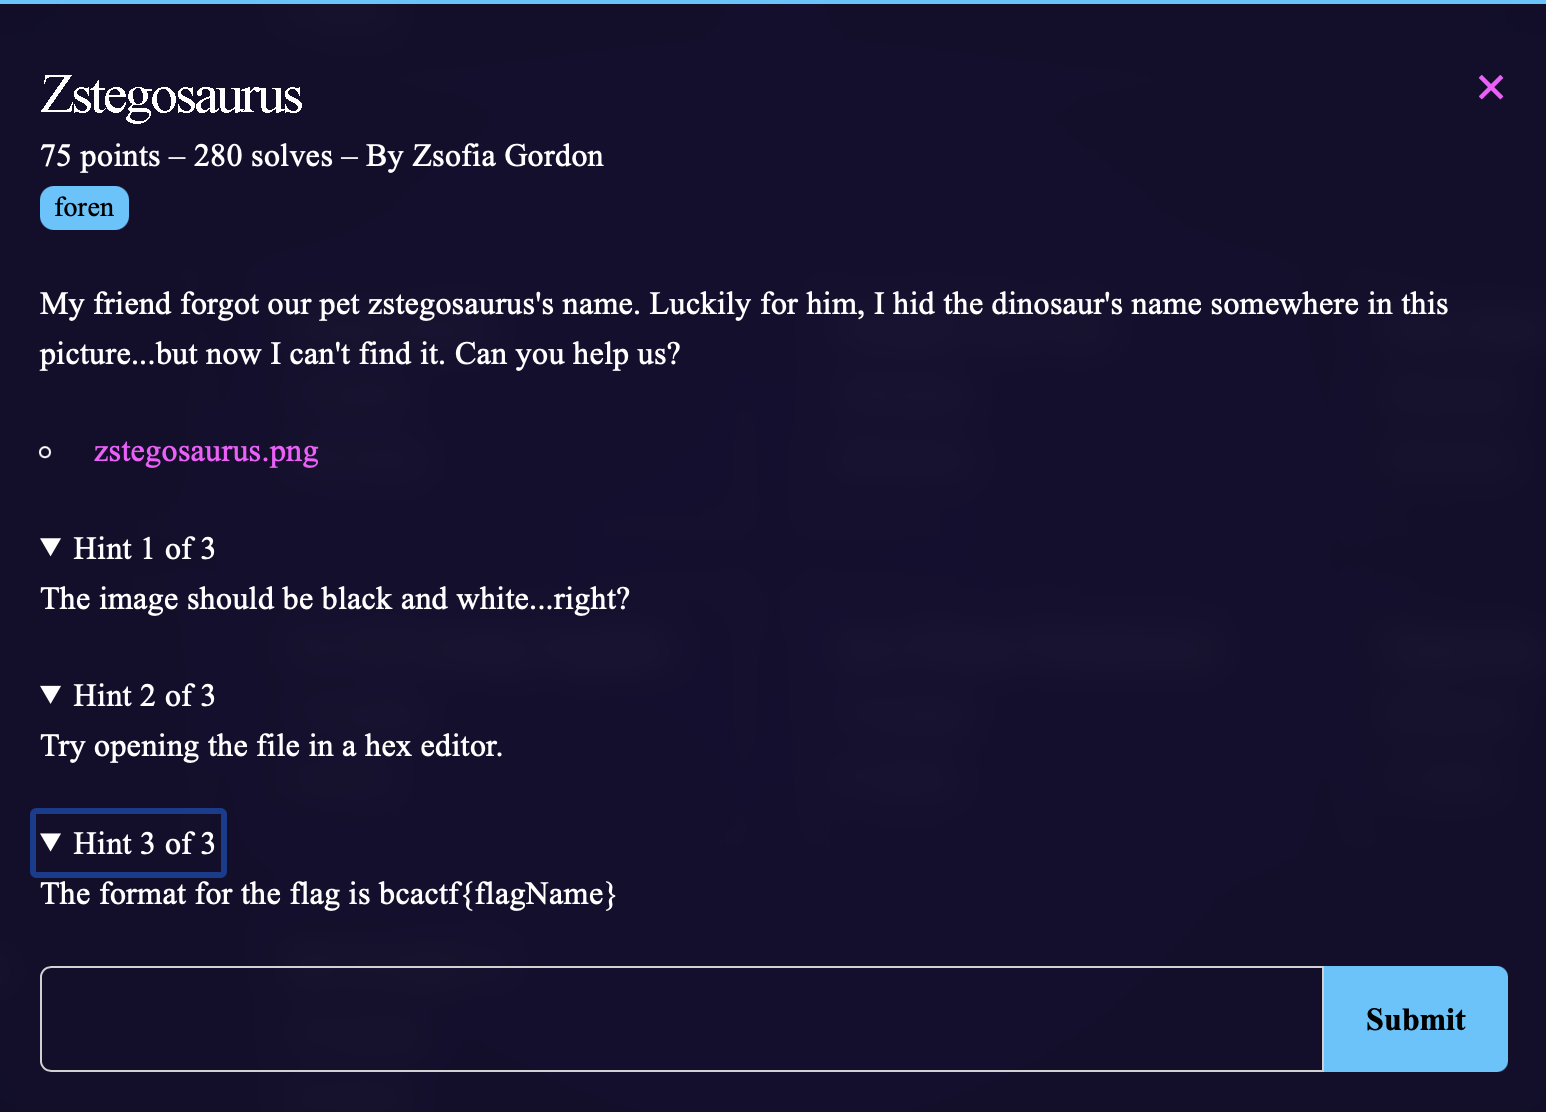 Zstegosaurus
75 points – 280 solves – By Zsofia Gordon
foren
My friend forgot our pet zstegosaurus's name. Luckily for him, I hid the dinosaur's name somewhere in this
picture...but now I can't find it. Can you help us?
zstegosaurus.png
Hint 1 of 3
The image should be black and white...right?
Hint 2 of 3
Try opening the file in a hex editor.
Hint 3 of 3
The format for the flag is bcactf{flagName}
Submit